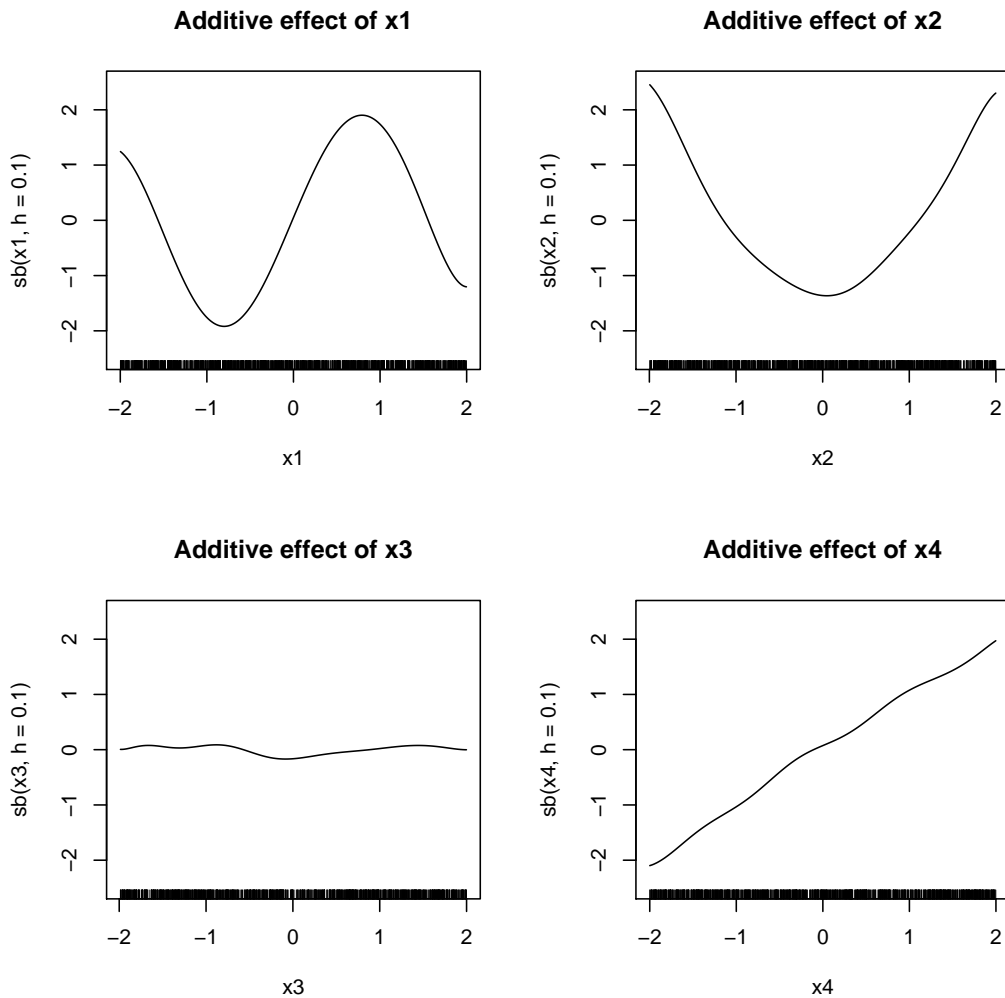 Additive effect of x1
sb(x1, h = 0.1)
2
1
0
−1
−2
−2 −1 0 1 2
x1
Additive effect of x2
sb(x2, h = 0.1)
2
1
0
−1
−2
−2 −1 0 1 2
x2
Additive effect of x3
sb(x3, h = 0.1)
2
1
0
−1
−2
−2 −1 0 1 2
x3
Additive effect of x4
sb(x4, h = 0.1)
2
1
0
−1
−2
−2 −1 0 1 2
x4